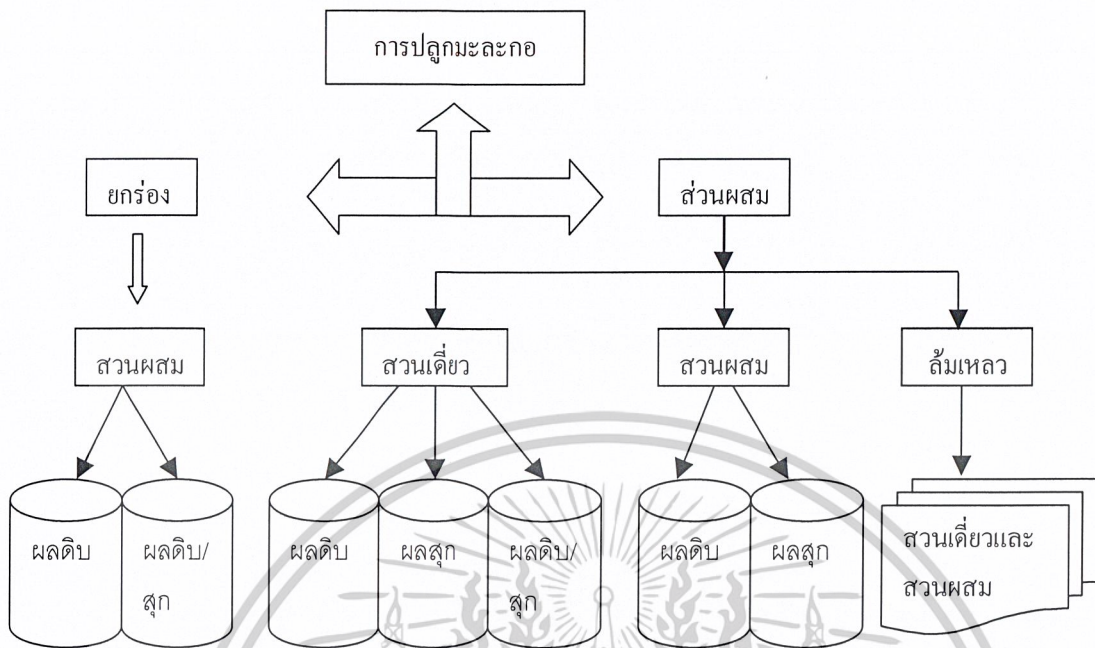 การปลูกมะละกอ
ยกร่อง
ส่วนผสม
สวนผสม
สวนเดี่ยว
สวนผสม
ล้มเหลว
ผลดิบ
ผลดิบ/
สุก
ผลดิบ
ผลสุก
ผลดิบ/
สุก
ผลดิบ
ผลสุก
สวนเดี่ยวและ
สวนผสม